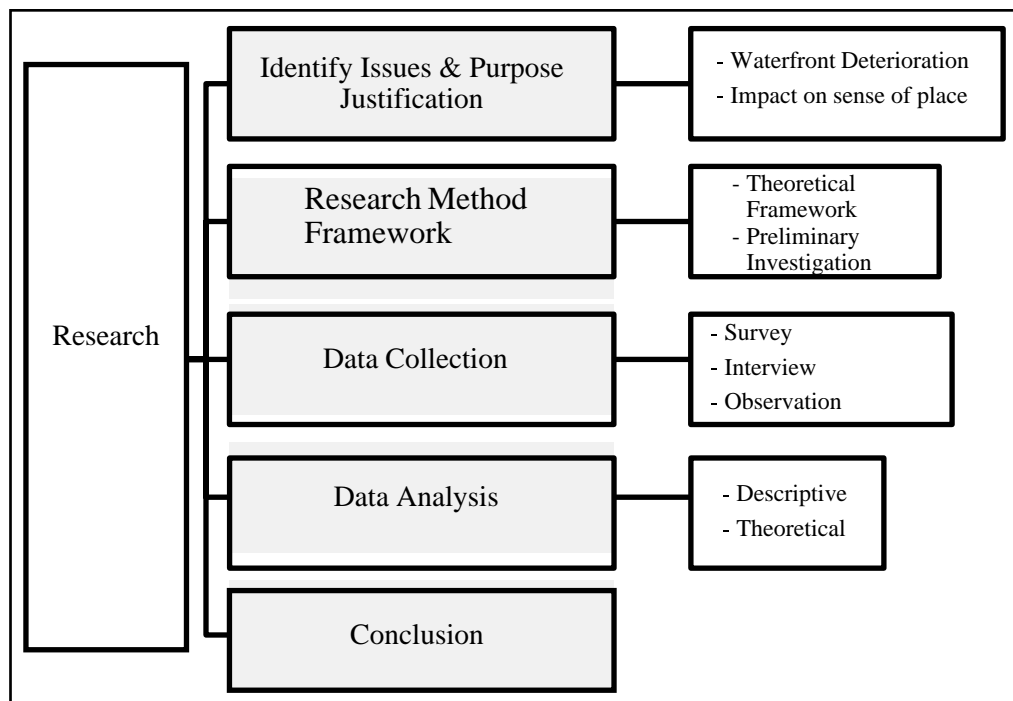 Identify Issues & Purpose
Justification
- Waterfront Deterioration
- Impact on sense of place
Research Method
Framework
- Theoretical
Framework
- Preliminary
Investigation
Research
Data Collection
- Survey
- Interview
- Observation
Data Analysis
- Descriptive
- Theoretical
Conclusion